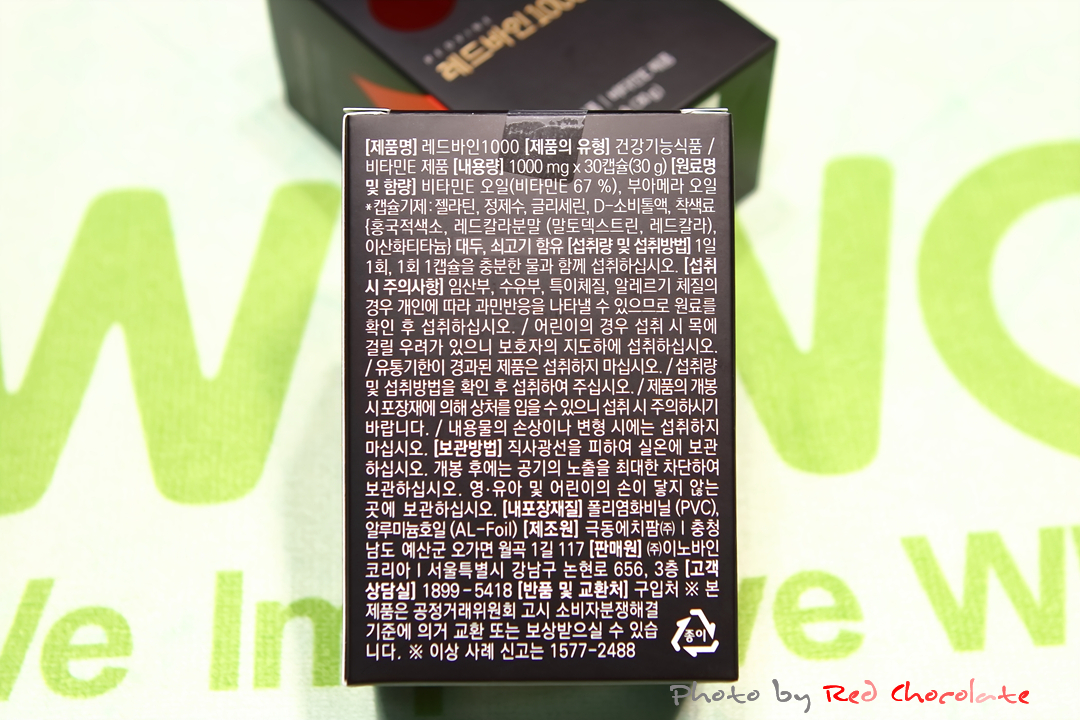 레드바인1000
[제품명] 레드바인1000 [제품의 유형] 건강기능식품 /
비타민E 제품 [내용량] 1000 mg x 30캡슐(30 g) [원료명
및 함량] 비타민E 오일(비타민E 67 %), 부아메라 오일
*캡슐기제:젤라틴, 정제수, 글리세린, D-소비톨액, 착색료
{홍국적색소, 레드칼라분말 (말토덱스트린, 레드칼라),
이산화티타늄} 대두, 쇠고기 함유 [섭취량 및 섭취방법] 1일
1회, 1회 1캡슐을 충분한 물과 함께 섭취하십시오. [섭취
시 주의사항] 임산부, 수유부, 특이체질, 알레르기 체질의
경우 개인에 따라 과민반응을 나타낼 수 있으므로 원료를
확인 후 섭취하십시오. / 어린이의 경우 섭취 시 목에
걸릴 우려가 있으니 보호자의 지도하에 섭취하십시오.
/ 유통기한이 경과된 제품은 섭취하지 마십시오. / 섭취량
및 섭취방법을 확인 후 섭취하여 주십시오. / 제품의 개봉
시 포장재에 의해 상처를 입을 수 있으니 섭취 시 주의하시기
바랍니다. / 내용물의 손상이나 변형 시에는 섭취하지
마십시오. [보관방법] 직사광선을 피하여 실온에 보관
하십시오. 개봉 후에는 공기의 노출을 최대한 차단하여
보관하십시오. 영·유아 및 어린이의 손이 닿지 않는
곳에 보관하십시오. [내포장재질] 폴리염화비닐 (PVC),
알루미늄호일 (AL-Foil) [제조원] 극동에치팜㈜ | 충청
남도 예산군 오가면 월곡 1길 117 [판매원] ㈜이노바인
코리아 | 서울특별시 강남구 논현로 656, 3층 [고객
상담실] 1899-5418 [반품 및 교환처] 구입처 ※ 본
제품은 공정거래위원회 고시 소비자분쟁해결
기준에 의거 교환 또는 보상받으실 수 있습
니다. ※ 이상 사례 신고는 1577-2488
종이
Photo by Red Chocolate